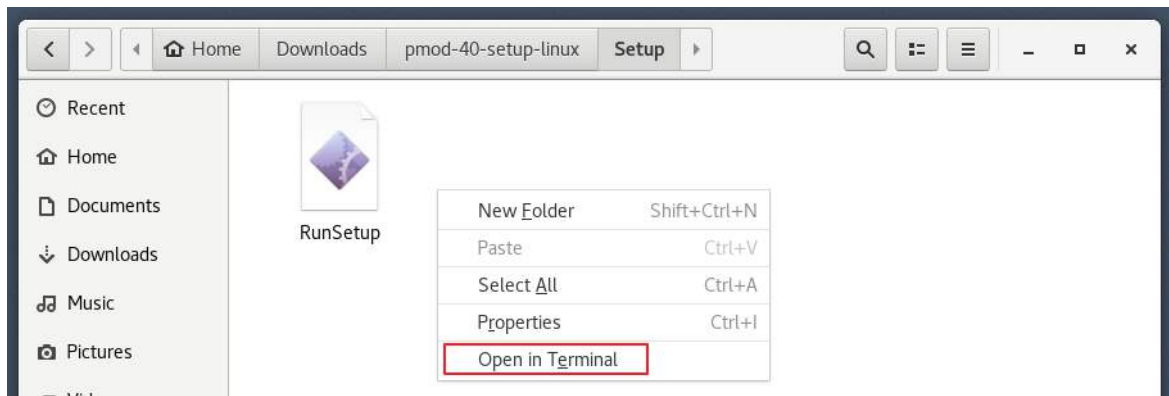 Home Downloads pmod-40-setup-linux Setup
Recent
Home
Documents
Downloads
Music
Pictures
RunSetup
New Folder Shift+Ctrl+N
Paste Ctrl+V
Select All Ctrl+A
Properties Ctrl+I
Open in Terminal